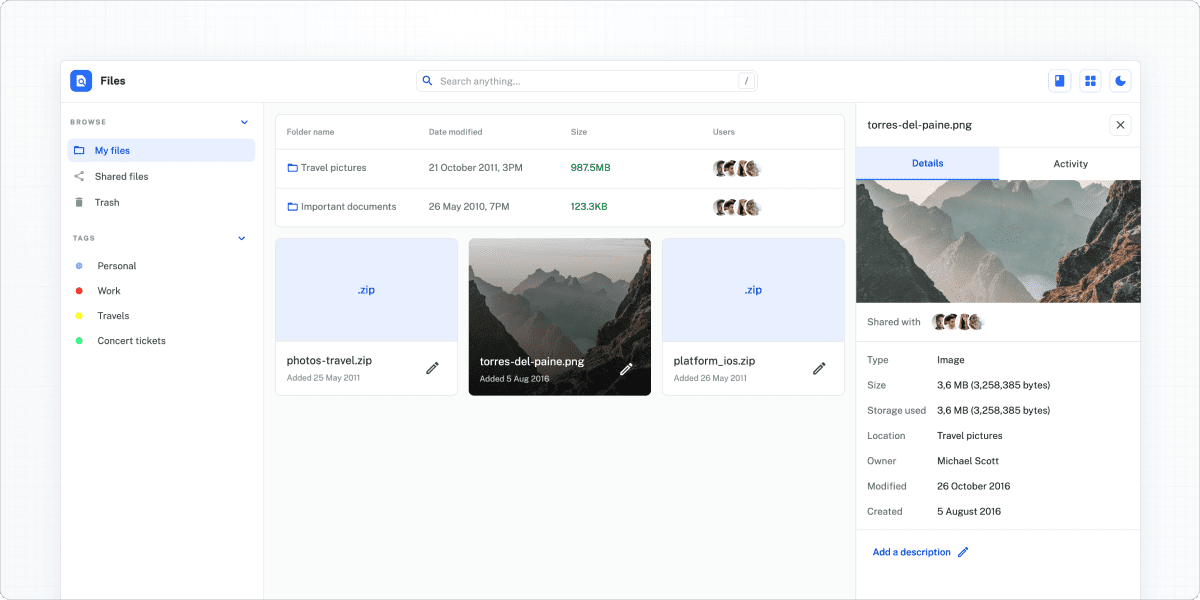 Files
Search anything...
/
BROWSE
My files
Shared files
Trash
TAGS
Personal
Work
Travels
Concert tickets
Folder name Date modified Size Users
Travel pictures 21 October 2011, 3PM 987.5MB
Important documents 26 May 2010, 7PM 123.3KB
.zip
photos-travel.zip
Added 25 May 2011
torres-del-paine.png
Added 5 Aug 2016
.zip
platform_ios.zip
Added 26 May 2011
torres-del-paine.png
Details Activity
Shared with
Type Image
Size 3,6 MB (3,258,385 bytes)
Storage used 3,6 MB (3,258,385 bytes)
Location Travel pictures
Owner Michael Scott
Modified 26 October 2016
Created 5 August 2016
Add a description